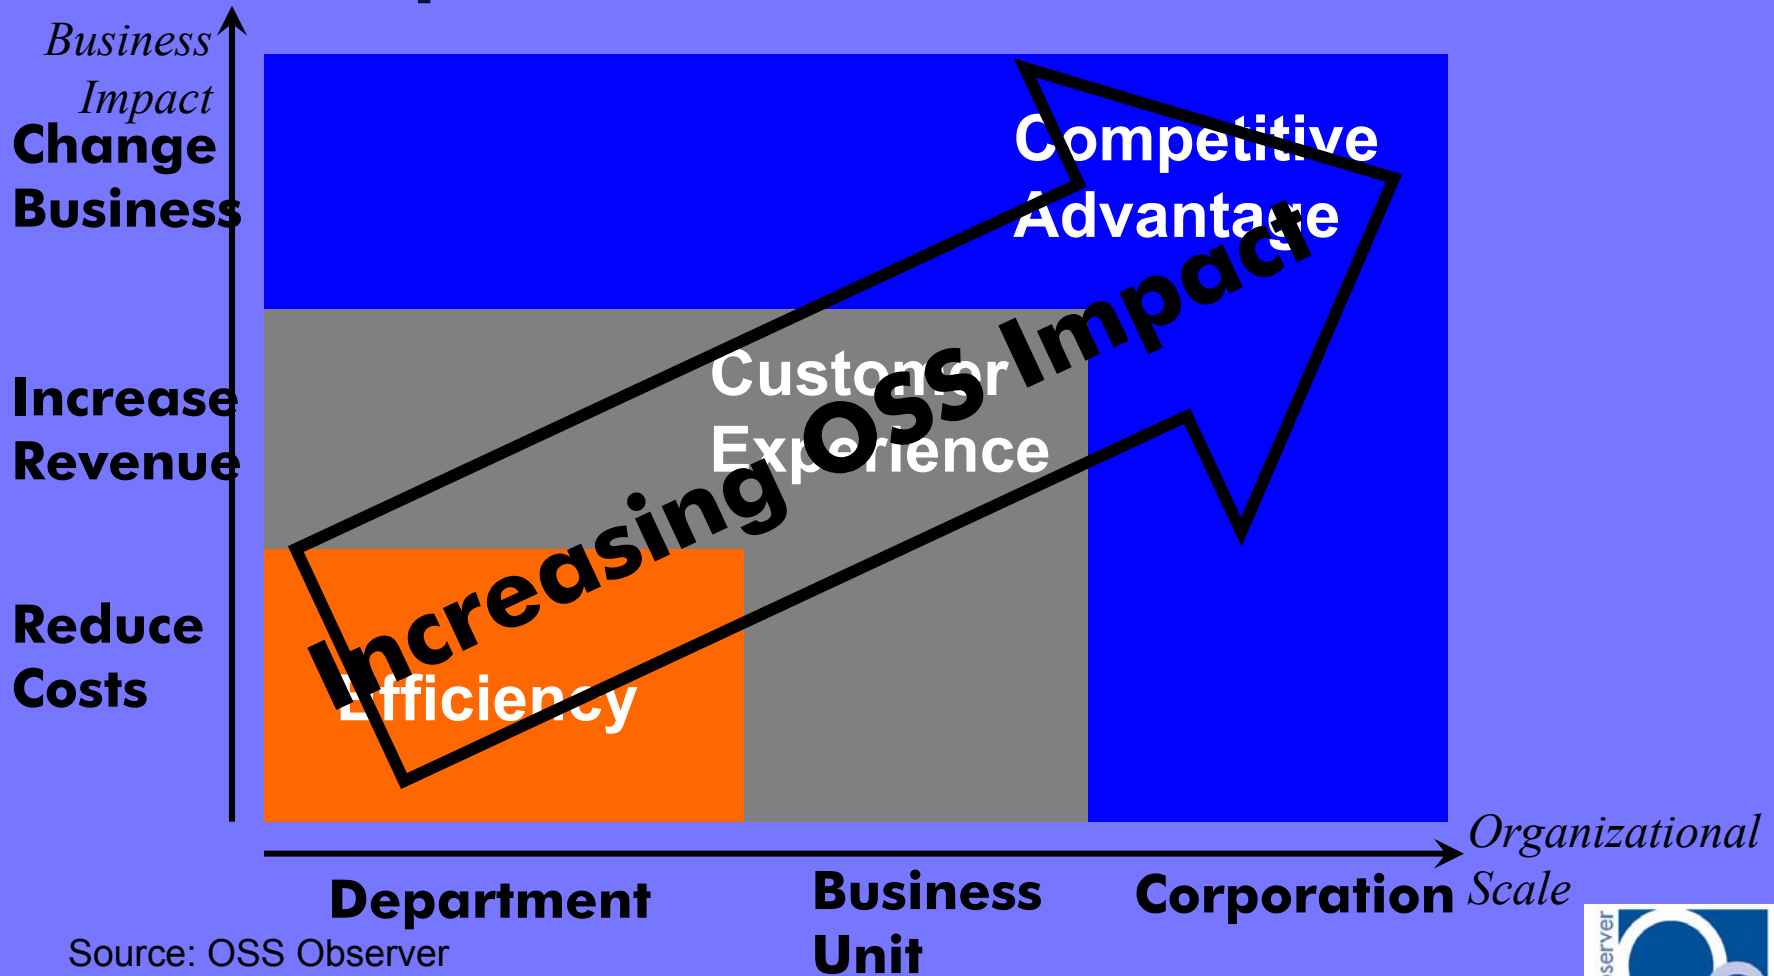 Business
Impact
Change
Business
Competitive
Advantage
Increase
Revenue
Customer
Experience
Increasing OSS Impact
Reduce
Costs
Efficiency
Organizational
Scale
Department
Business
Unit
Corporation
Source: OSS Observer